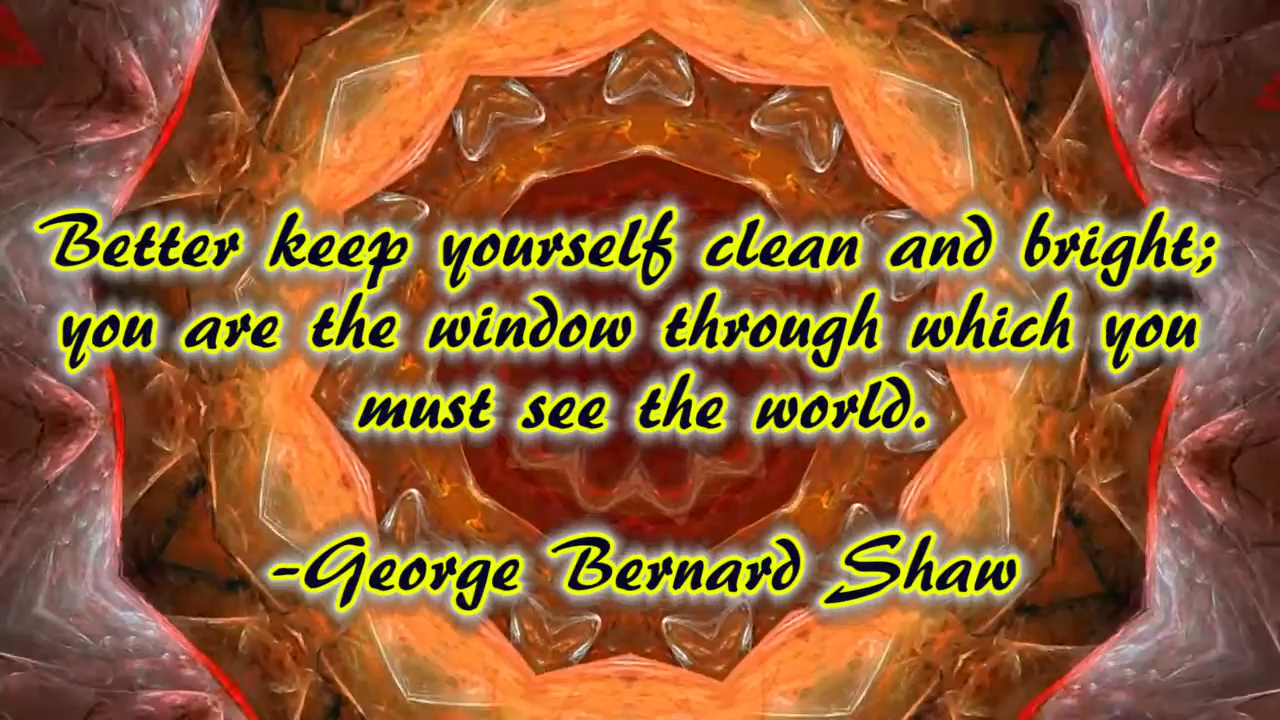 Better keep yourself clean and bright;
you are the window through which you
must see the world.
-George Bernard Shaw